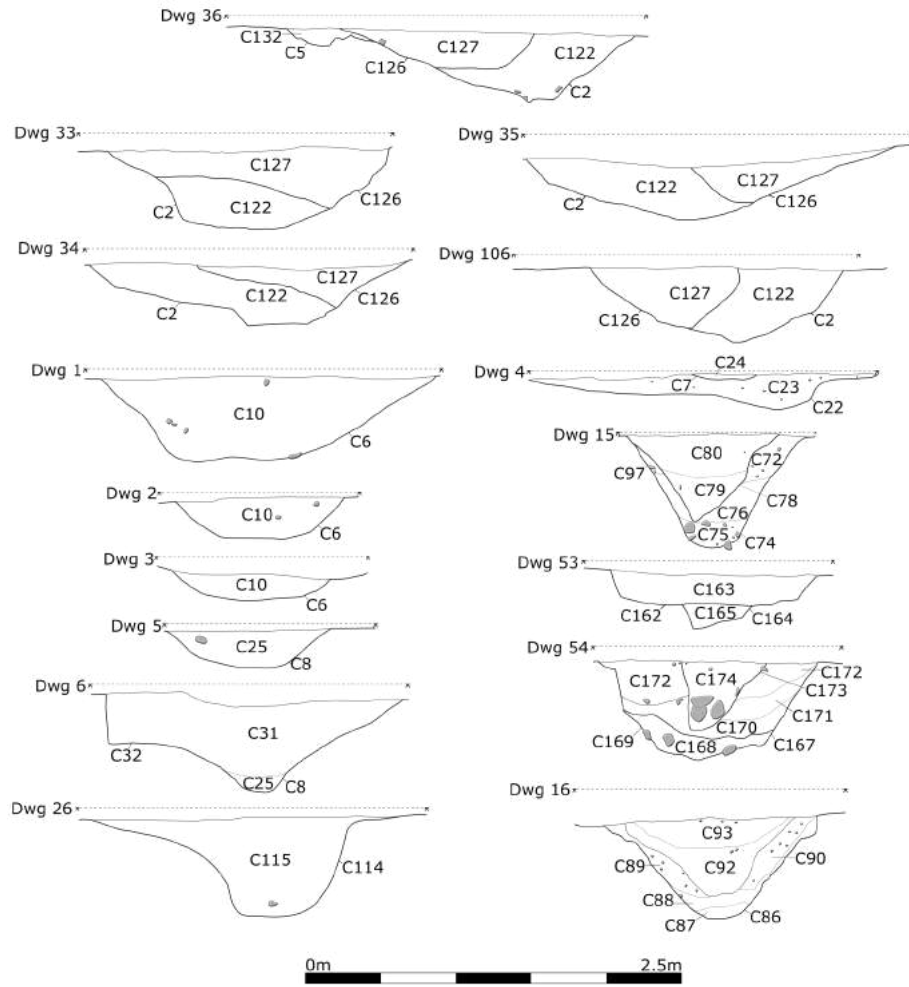 Dwg 36
C132
C5
C126
C127
C122
C2
Dwg 33
C127
C2
C122
C126
Dwg 35
C122
C127
C2
C126
Dwg 34
C127
C122
C126
C2
Dwg 106
C127
C122
C126
C2
Dwg 1
C10
C6
Dwg 4
C24
C7
C23
C22
Dwg 15
C80
C72
C97
C79
C78
C76
C75
C74
Dwg 2
C10
C6
Dwg 3
C10
C6
Dwg 53
C163
C162
C165
C164
Dwg 5
C25
C8
Dwg 54
C172
C174
C172
C173
C171
C170
C169
C168
C167
Dwg 6
C31
C32
C25
C8
Dwg 26
C115
C114
Dwg 16
C93
C89
C92
C90
C88
C87
C86
0m 2.5m